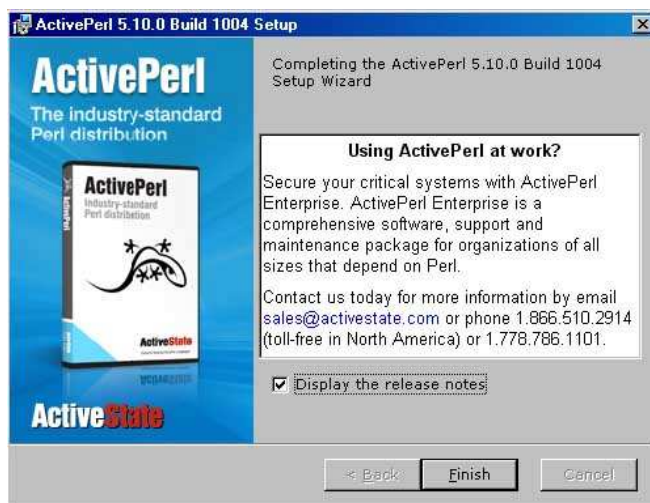 ActivePerl 5.10.0 Build 1004 Setup
ActivePerl
The industry-standard
Perl distribution
ActivePerl
ActivePerl
Industry-standard
Perl distribution
ActiveState
ActiveState
Completing the ActivePerl 5.10.0 Build 1004
Setup Wizard
Using ActivePerl at work?
Secure your critical systems with ActivePerl
Enterprise. ActivePerl Enterprise is a
comprehensive software, support and
maintenance package for organizations of all
sizes that depend on Perl.
Contact us today for more information by email
sales@activestate.com or phone 1.866.510.2914
(toll-free in North America) or 1.778.786.1101.
Display the release notes
< Back
Finish
Cancel